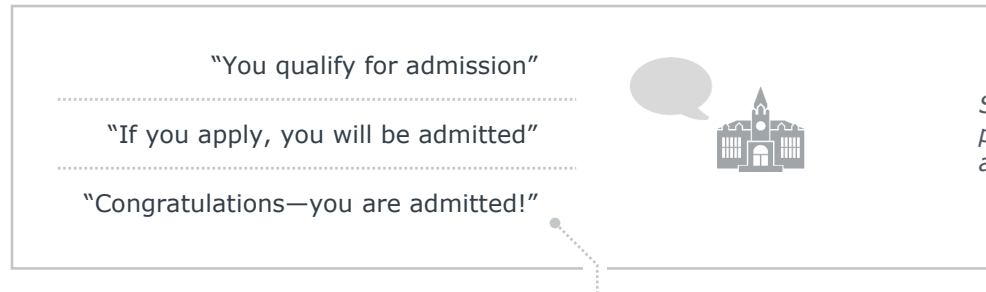 “You qualify for admission”
“If you apply, you will be admitted”
“Congratulations—you are admitted!”